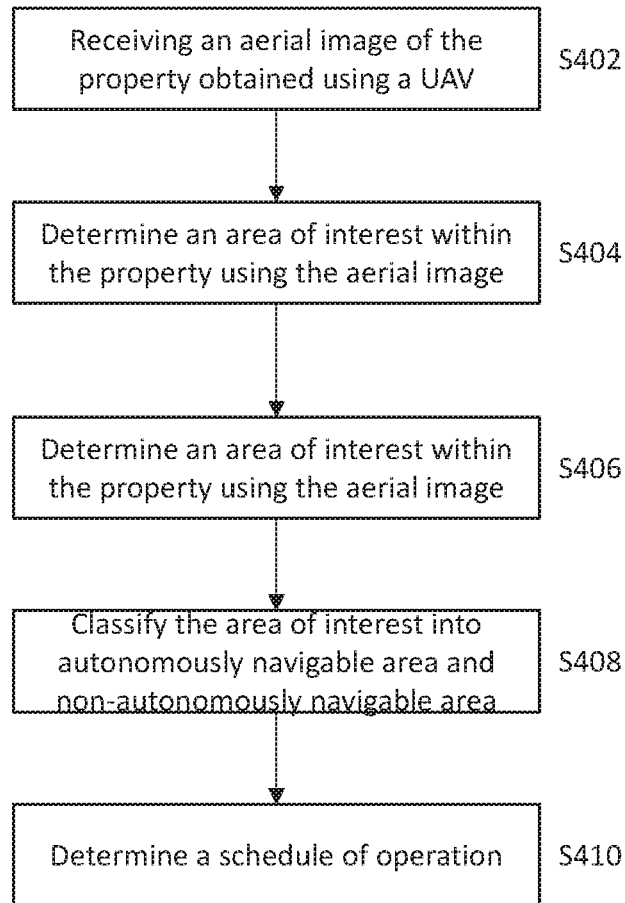 Receiving an aerial image of the
property obtained using a UAV
S402
Determine an area of interest within
the property using the aerial image
S404
Determine an area of interest within
the property using the aerial image
S406
Classify the area of interest into
autonomously navigable area and
non-autonomously navigable area
S408
Determine a schedule of operation
S410